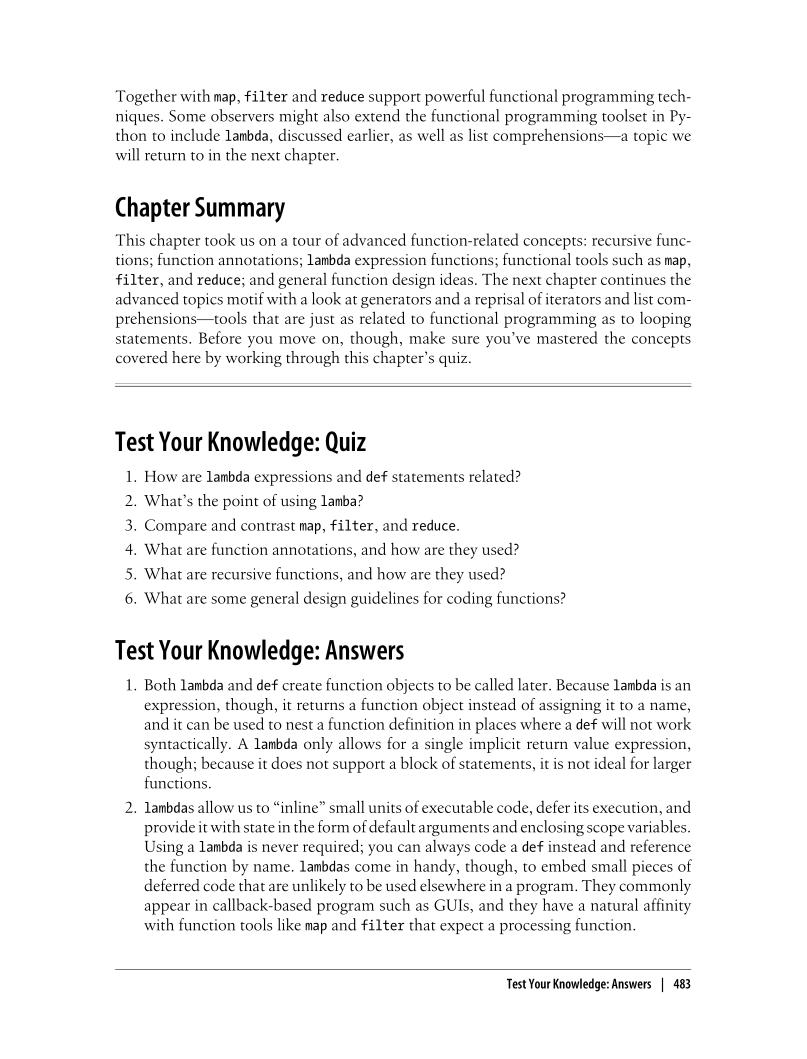 Together with map, filter and reduce support powerful functional programming tech-
niques. Some observers might also extend the functional programming toolset in Py-
thon to include lambda, discussed earlier, as well as list comprehensions—a topic we
will return to in the next chapter.
Chapter Summary
This chapter took us on a tour of advanced function-related concepts: recursive func-
tions; function annotations; lambda expression functions; functional tools such as map,
filter, and reduce; and general function design ideas. The next chapter continues the
advanced topics motif with a look at generators and a reprisal of iterators and list com-
prehensions—tools that are just as related to functional programming as to looping
statements. Before you move on, though, make sure you’ve mastered the concepts
covered here by working through this chapter’s quiz.
Test Your Knowledge: Quiz
1. How are lambda expressions and def statements related?
2. What’s the point of using lamba?
3. Compare and contrast map, filter, and reduce.
4. What are function annotations, and how are they used?
5. What are recursive functions, and how are they used?
6. What are some general design guidelines for coding functions?
Test Your Knowledge: Answers
1. Both lambda and def create function objects to be called later. Because lambda is an
expression, though, it returns a function object instead of assigning it to a name,
and it can be used to nest a function definition in places where a def will not work
syntactically. A lambda only allows for a single implicit return value expression,
though; because it does not support a block of statements, it is not ideal for larger
functions.
2. lambdas allow us to “inline” small units of executable code, defer its execution, and
provide it with state in the form of default arguments and enclosing scope variables.
Using a lambda is never required; you can always code a def instead and reference
the function by name. lambdas come in handy, though, to embed small pieces of
deferred code that are unlikely to be used elsewhere in a program. They commonly
appear in callback-based program such as GUIs, and they have a natural affinity
with function tools like map and filter that expect a processing function.
Test Your Knowledge: Answers | 483